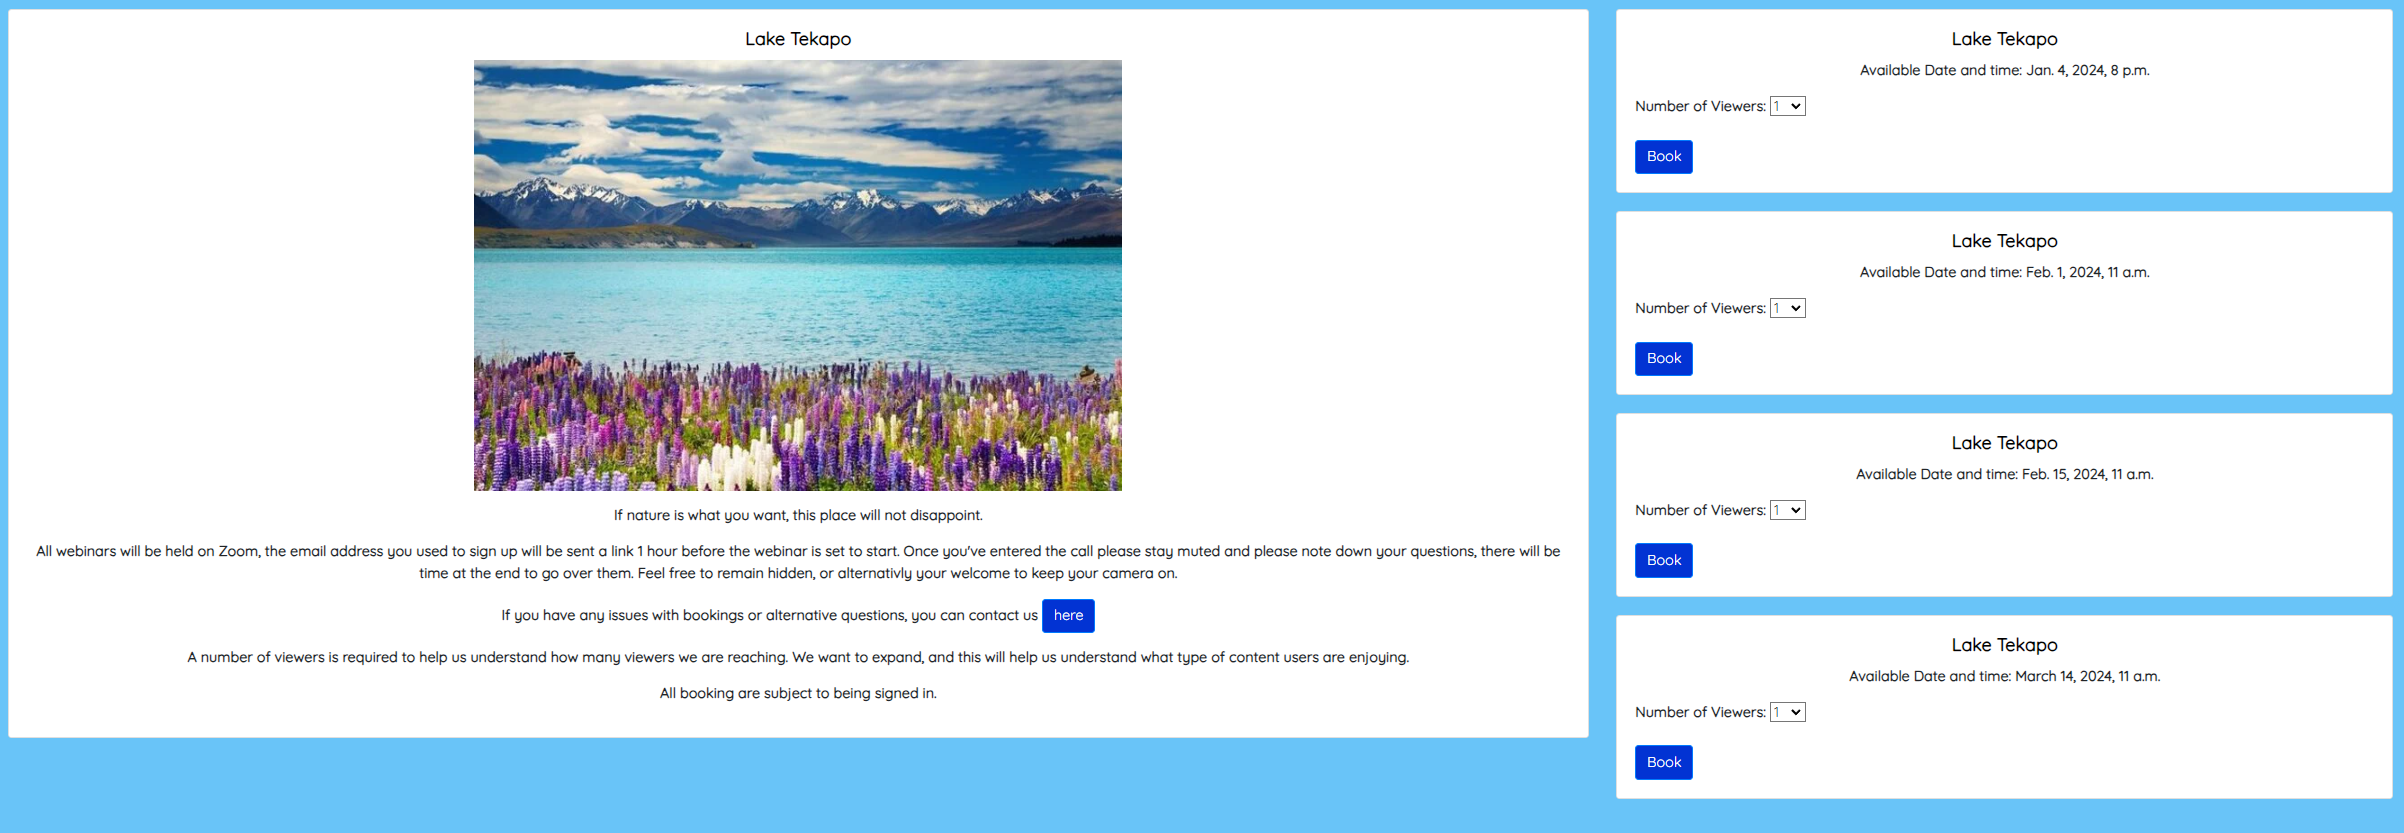 Lake Tekapo
If nature is what you want, this place will not disappoint.
All webinars will be held on Zoom, the email address you used to sign up will be sent a link 1 hour before the webinar is set to start. Once you've entered the call please stay muted and please note down your questions, there will be
time at the end to go over them. Feel free to remain hidden, or alternativly your welcome to keep your camera on.
If you have any issues with bookings or alternative questions, you can contact us here
A number of viewers is required to help us understand how many viewers we are reaching. We want to expand, and this will help us understand what type of content users are enjoying.
All booking are subject to being signed in.
Lake Tekapo
Available Date and time: Jan. 4, 2024, 8 p.m.
Number of Viewers: 1
Book
Lake Tekapo
Available Date and time: Feb. 1, 2024, 11 a.m.
Number of Viewers: 1
Book
Lake Tekapo
Available Date and time: Feb. 15, 2024, 11 a.m.
Number of Viewers: 1
Book
Lake Tekapo
Available Date and time: March 14, 2024, 11 a.m.
Number of Viewers: 1
Book